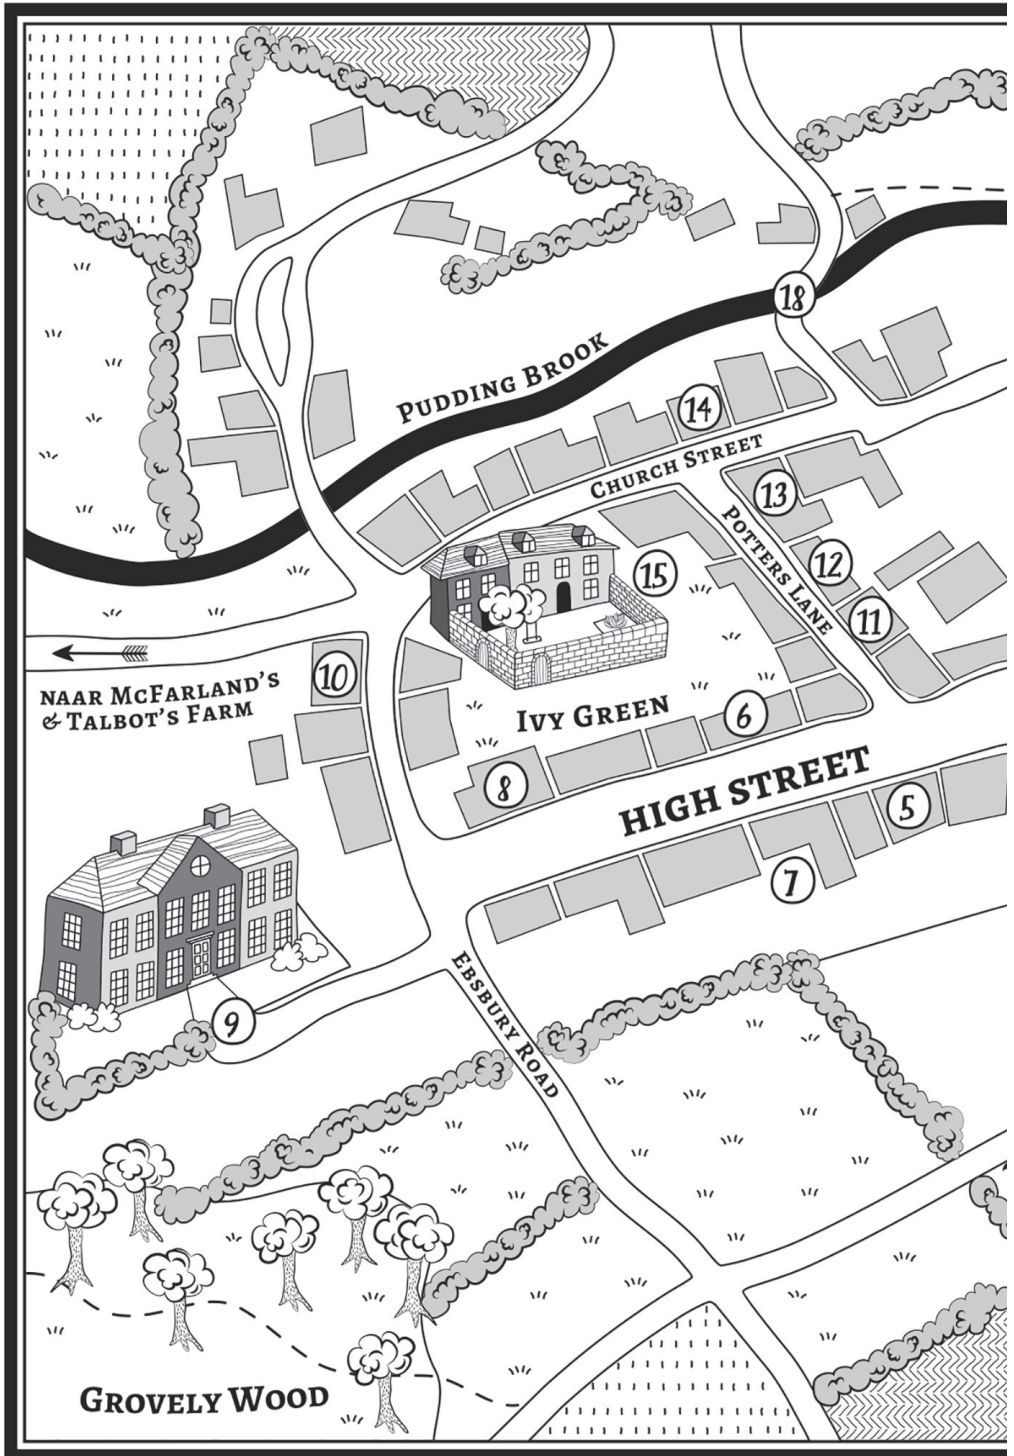 18
PUDDING BROOK
14
CHURCH STREET
13
POTTERS LANE
12
15
11
10
NAAR MCFARLAND'S
& TALBOT'S FARM
IVY GREEN
6
8
HIGH STREET
5
7
EBSBURY ROAD
9
GROVELY WOOD